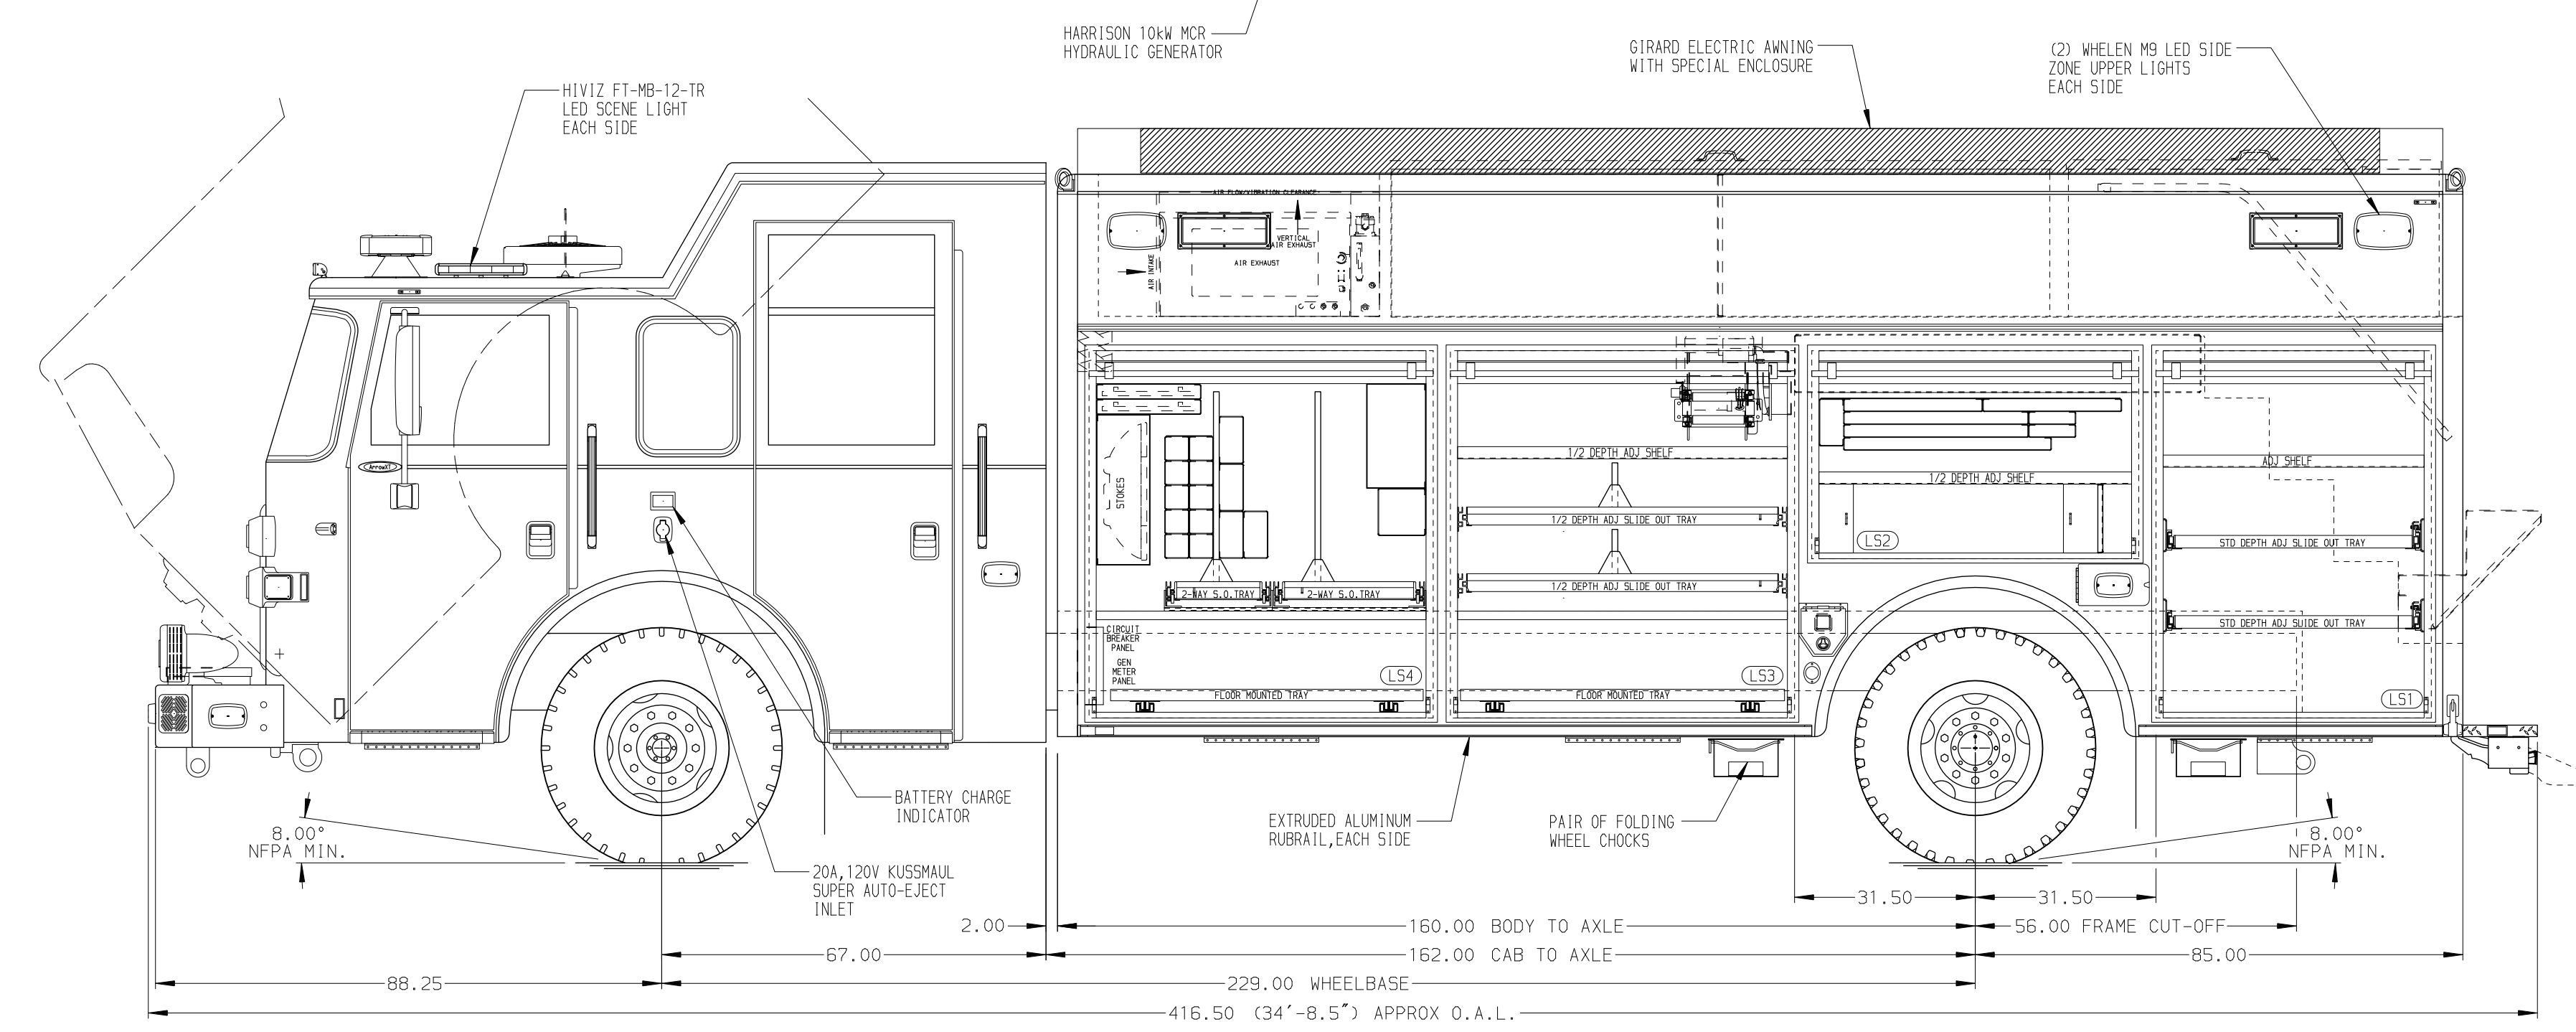 HARRISON 10kW MCR
HYDRAULIC GENERATOR
GIRARD ELECTRIC AWNING
WITH SPECIAL ENCLOSURE
(2) WHELEN M9 LED SIDE
ZONE UPPER LIGHTS
EACH SIDE
HIVIZ FT-MB-12-TR
LED SCENE LIGHT
EACH SIDE
AIR FLOW/VIBRATION CLEARANCE
VERTICAL
AIR EXHAUST
AIR EXHAUST
AIR INTAKE
ArrowXT
STOKES
1/2 DEPTH ADJ SHELF
ADJ SHELF
1/2 DEPTH ADJ SHELF
1/2 DEPTH ADJ SLIDE OUT TRAY
LS2
STD DEPTH ADJ SLIDE OUT TRAY
1/2 DEPTH ADJ SLIDE OUT TRAY
2-WAY S.O.TRAY
2-WAY S.O.TRAY
STD DEPTH ADJ SLIDE OUT TRAY
CIRCUIT
BREAKER
PANEL
GEN
METER
PANEL
LS4
LS3
LS1
FLOOR MOUNTED TRAY
FLOOR MOUNTED TRAY
BATTERY CHARGE
INDICATOR
EXTRUDED ALUMINUM
RUBRAIL,EACH SIDE
PAIR OF FOLDING
WHEEL CHOCKS
8.00°
NFPA MIN.
8.00°
NFPA MIN.
20A,120V KUSSMAUL
SUPER AUTO-EJECT
INLET
31.50
31.50
2.00
160.00 BODY TO AXLE
56.00 FRAME CUT-OFF
67.00
162.00 CAB TO AXLE
85.00
88.25
229.00 WHEELBASE
416.50 (34'-8.5") APPROX O.A.L.